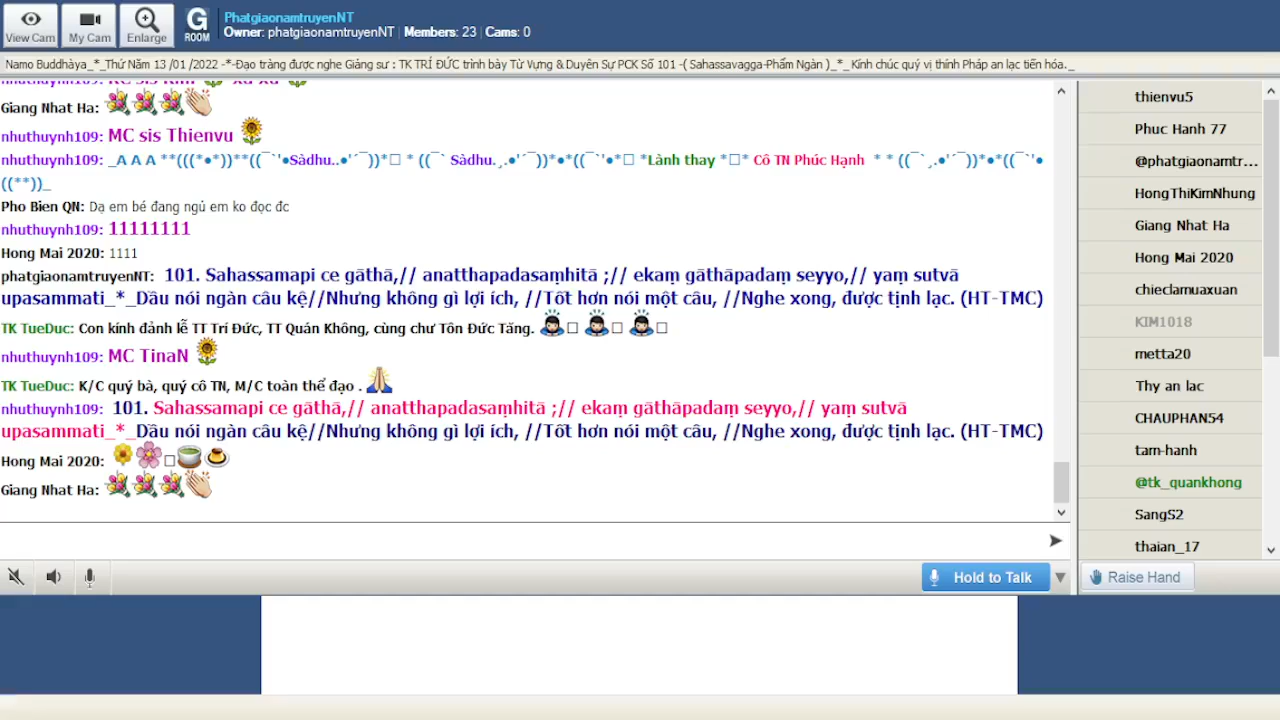 View Cam
My Cam
Enlarge
G
ROOM
PhatgiaonamtruyenNT
Owner: phatgiaonamtruyenNT | Members: 23 | Cams: 0
Namo Buddhàya_*_Thứ Năm 13 /01 /2022 -*-Đạo tràng được nghe Giảng sư : TK TRÍ ĐỨC trình bày Từ Vựng & Duyên Sự PCK Số 101 -( Sahassavagga-Phẩm Ngàn )_*_ Kính chúc quý vị thính Pháp an lạc tiến hóa._
Giang Nhat Ha:
nhuthuynh109: MC sis Thienvu
nhuthuynh109: _A A A **(((*•*))**((¯`'•Sàdhu..•'´¯))*□ * ((¯` Sàdhu.¸.•'´¯))*•*((¯`'•*□ *Lành thay *□* Cô TN Phúc Hạnh * * ((¯`¸.•'´¯))*•*((¯`'•
((**))_
Pho Bien QN: Dạ em bé đang ngủ em ko đọc đc
nhuthuynh109: 11111111
Hong Mai 2020: 1111
phatgiaonamtruyenNT: 101. Sahassamapi ce gāthā,// anatthapadasaṃhitā ;// ekaṃ gāthāpadaṃ seyyo,// yaṃ sutvā
upasammati_*_Dầu nói ngàn câu kệ//Nhưng không gì lợi ích, //Tốt hơn nói một câu, //Nghe xong, được tịnh lạc. (HT-TMC)
TK TueDuc: Con kính đảnh lễ TT Trí Đức, TT Quán Không, cùng chư Tôn Đức Tăng.
nhuthuynh109: MC TinaN
TK TueDuc: K/C quý bà, quý cô TN, M/C toàn thể đạo .
nhuthuynh109: 101. Sahassamapi ce gāthā,// anatthapadasaṃhitā ;// ekaṃ gāthāpadaṃ seyyo,// yaṃ sutvā
upasammati_*_Dầu nói ngàn câu kệ//Nhưng không gì lợi ích, //Tốt hơn nói một câu, //Nghe xong, được tịnh lạc. (HT-TMC)
Hong Mai 2020:
Giang Nhat Ha:
Hold to Talk
thienvu5
Phuc Hanh 77
@phatgiaonamtr...
HongThiKimNhung
Giang Nhat Ha
Hong Mai 2020
chieclamuaxuan
KIM1018
metta20
Thy an lac
CHAUPHAN54
tam-hanh
@tk_quankhong
SangS2
thaian_17
Raise Hand